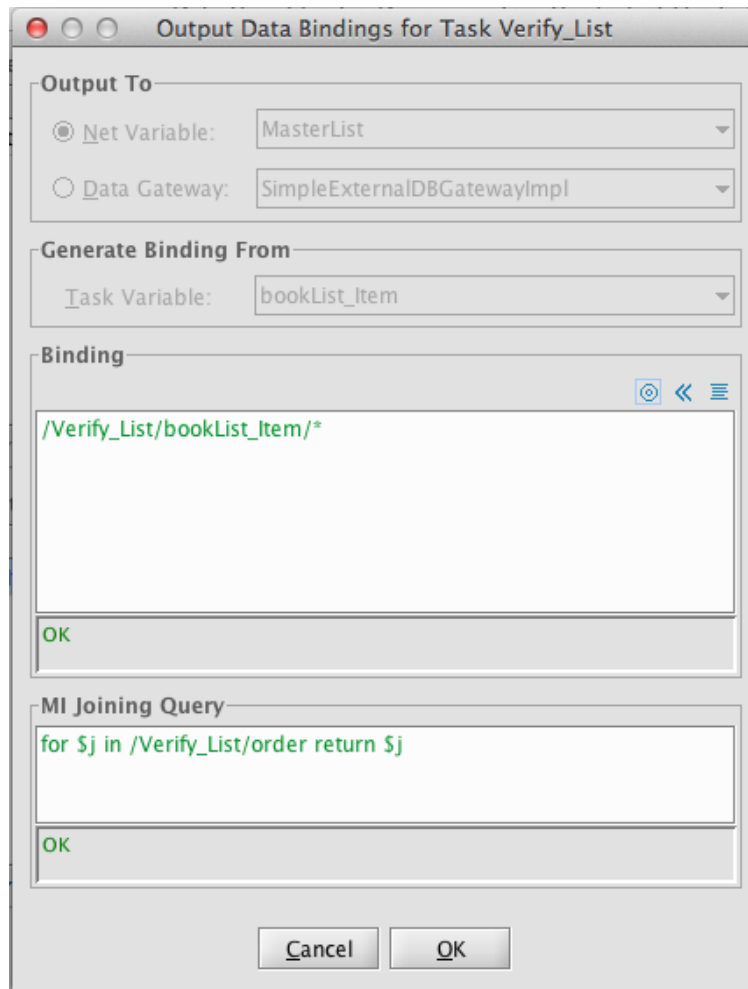 Output Data Bindings for Task Verify_List
Output To
Net Variable: MasterList
Data Gateway: SimpleExternalDBGatewayImpl
Generate Binding From
Task Variable: bookList_Item
Binding
/Verify_List/bookList_Item/*
OK
MI Joining Query
for $j in /Verify_List/order return $j
OK
Cancel OK